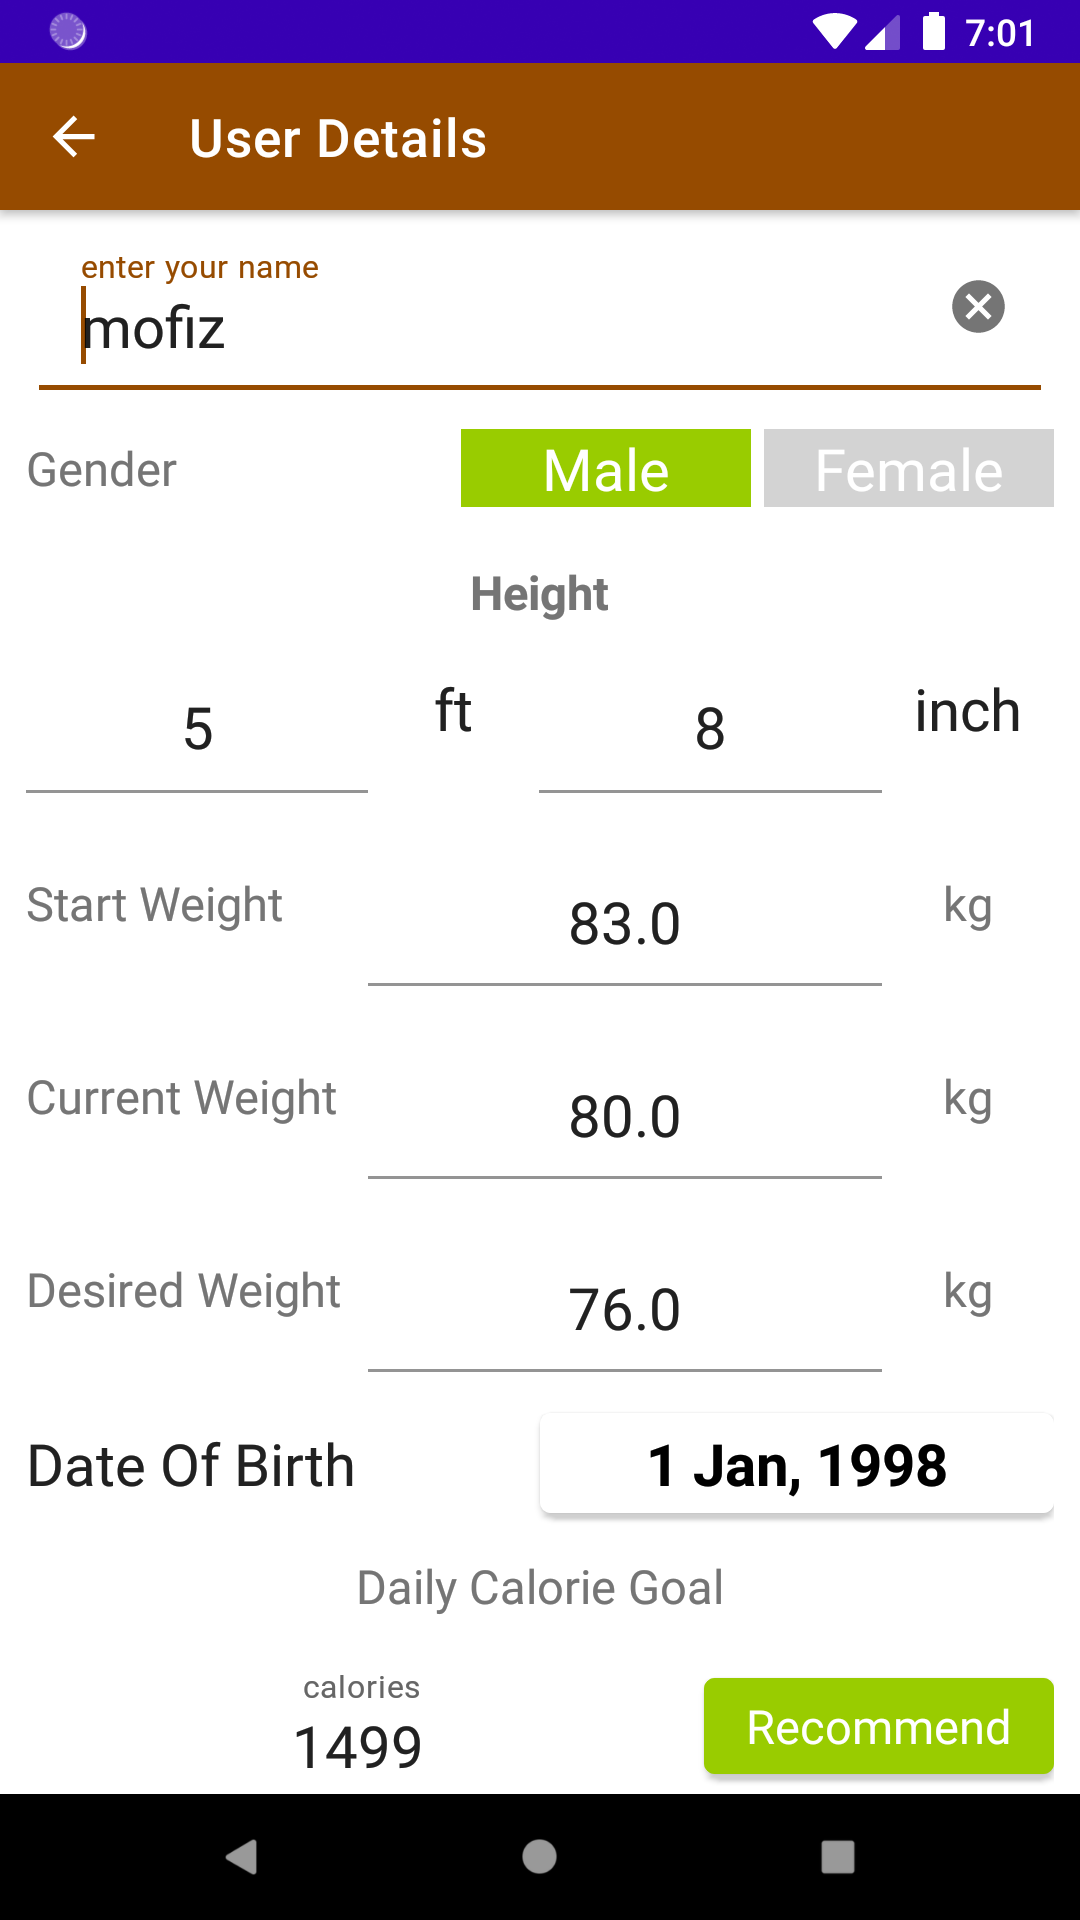 7:01
User Details
enter your name
mofiz
Gender Male Female
Height
5 ft 8 inch
Start Weight 83.0 kg
Current Weight 80.0 kg
Desired Weight 76.0 kg
Date Of Birth 1 Jan, 1998
Daily Calorie Goal
calories
1499 Recommend